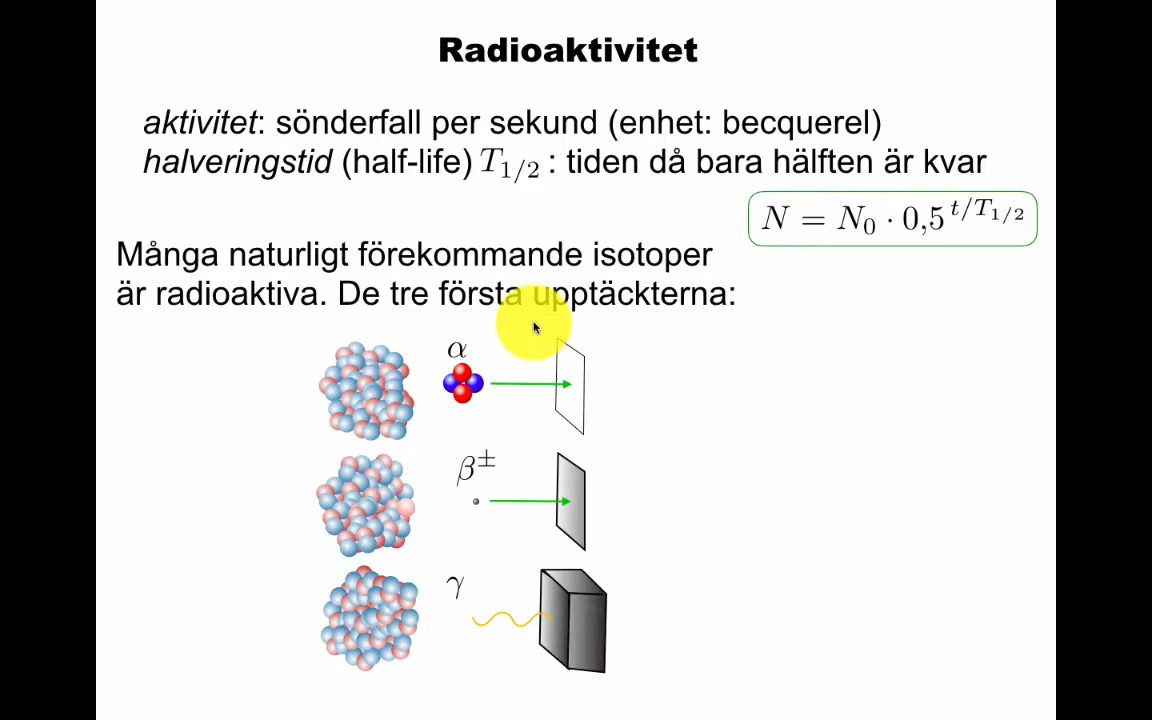 Radioaktivitet
aktivitet: sönderfall per sekund (enhet: becquerel)
halveringstid (half-life) T₁/₂ : tiden då bara hälften är kvar
N = N₀ · 0,5^{t/T₁/₂}
Många naturligt förekommande isotoper
är radioaktiva. De tre första upptäckterna:
α
β±
γ